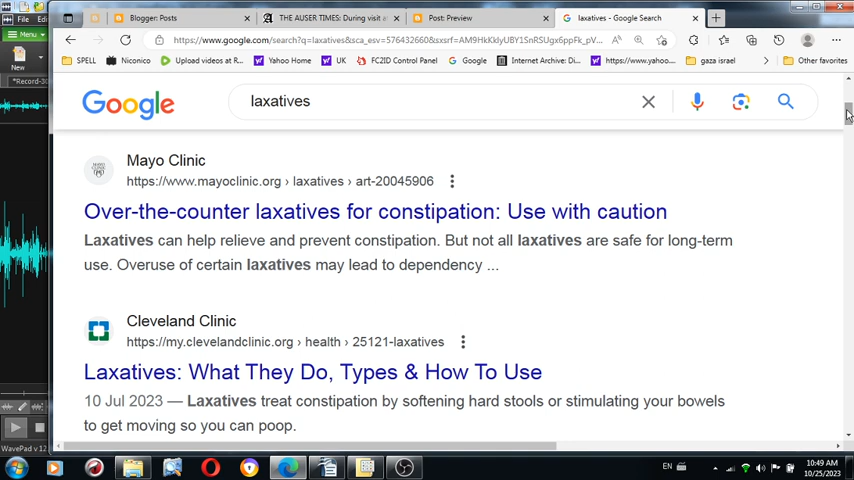 Blogger: Posts
THE AUSER TIMES: During visit a
Post: Preview
laxatives - Google Search
File
Edit
Menu
https://www.google.com/search?q=laxatives&sca_esv=576432660&sxsrf=
SPELL
Niconico
Upload videos at R...
Yahoo Home
UK
FC2ID Control Panel
Google
Internet Archive: Di...
https://www.yahoo....
gaza israel
Other favorites
New
Google
laxatives
Mayo Clinic
https://www.mayoclinic.org › laxatives › art-20045906
Over-the-counter laxatives for constipation: Use with caution
Laxatives can help relieve and prevent constipation. But not all laxatives are safe for long-term
use. Overuse of certain laxatives may lead to dependency ...
Cleveland Clinic
https://my.clevelandclinic.org › health › 25121-laxatives
Laxatives: What They Do, Types & How To Use
10 Jul 2023 — Laxatives treat constipation by softening hard stools or stimulating your bowels
to get moving so you can poop.
WavePad v 12
EN
10:49 AM
10/25/2023